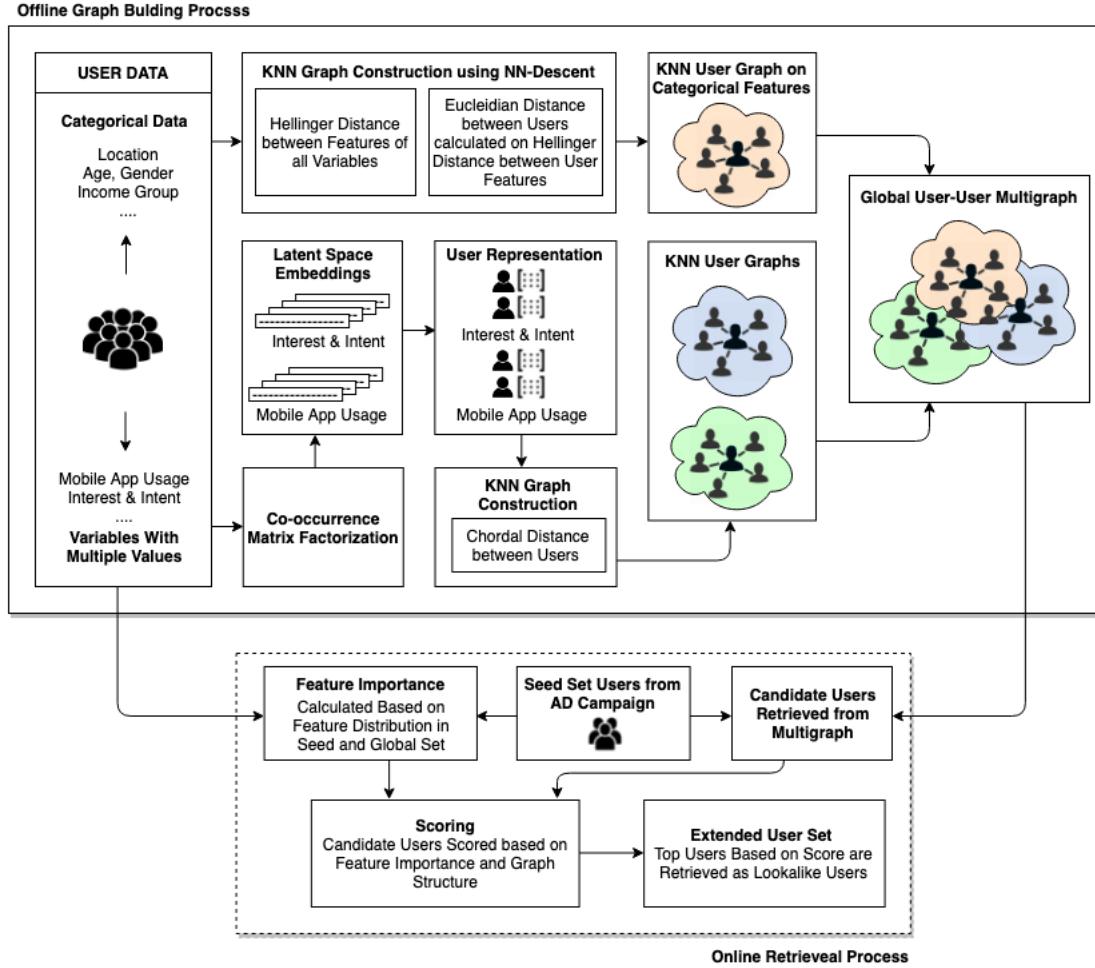 Offline Graph Bulding Procsss
USER DATA
Categorical Data
Location
Age, Gender
Income Group
....
Mobile App Usage
Interest & Intent
....
Variables With
Multiple Values
KNN Graph Construction using NN-Descent
Hellinger Distance
between Features of
all Variables
Eucleidian Distance
between Users
calculated on Hellinger
Distance between User
Features
KNN User Graph on
Categorical Features
Latent Space
Embeddings
Interest & Intent
Mobile App Usage
User Representation
Interest & Intent
Mobile App Usage
KNN User Graphs
Global User-User Multigraph
Co-occurrence
Matrix Factorization
KNN Graph
Construction
Chordal Distance
between Users
Feature Importance
Calculated Based on
Feature Distribution in
Seed and Global Set
Seed Set Users from
AD Campaign
Candidate Users
Retrieved from
Multigraph
Scoring
Candidate Users Scored based on
Feature Importance and Graph
Structure
Extended User Set
Top Users Based on Score are
Retrieved as Lookalike Users
Online Retrieveal Process